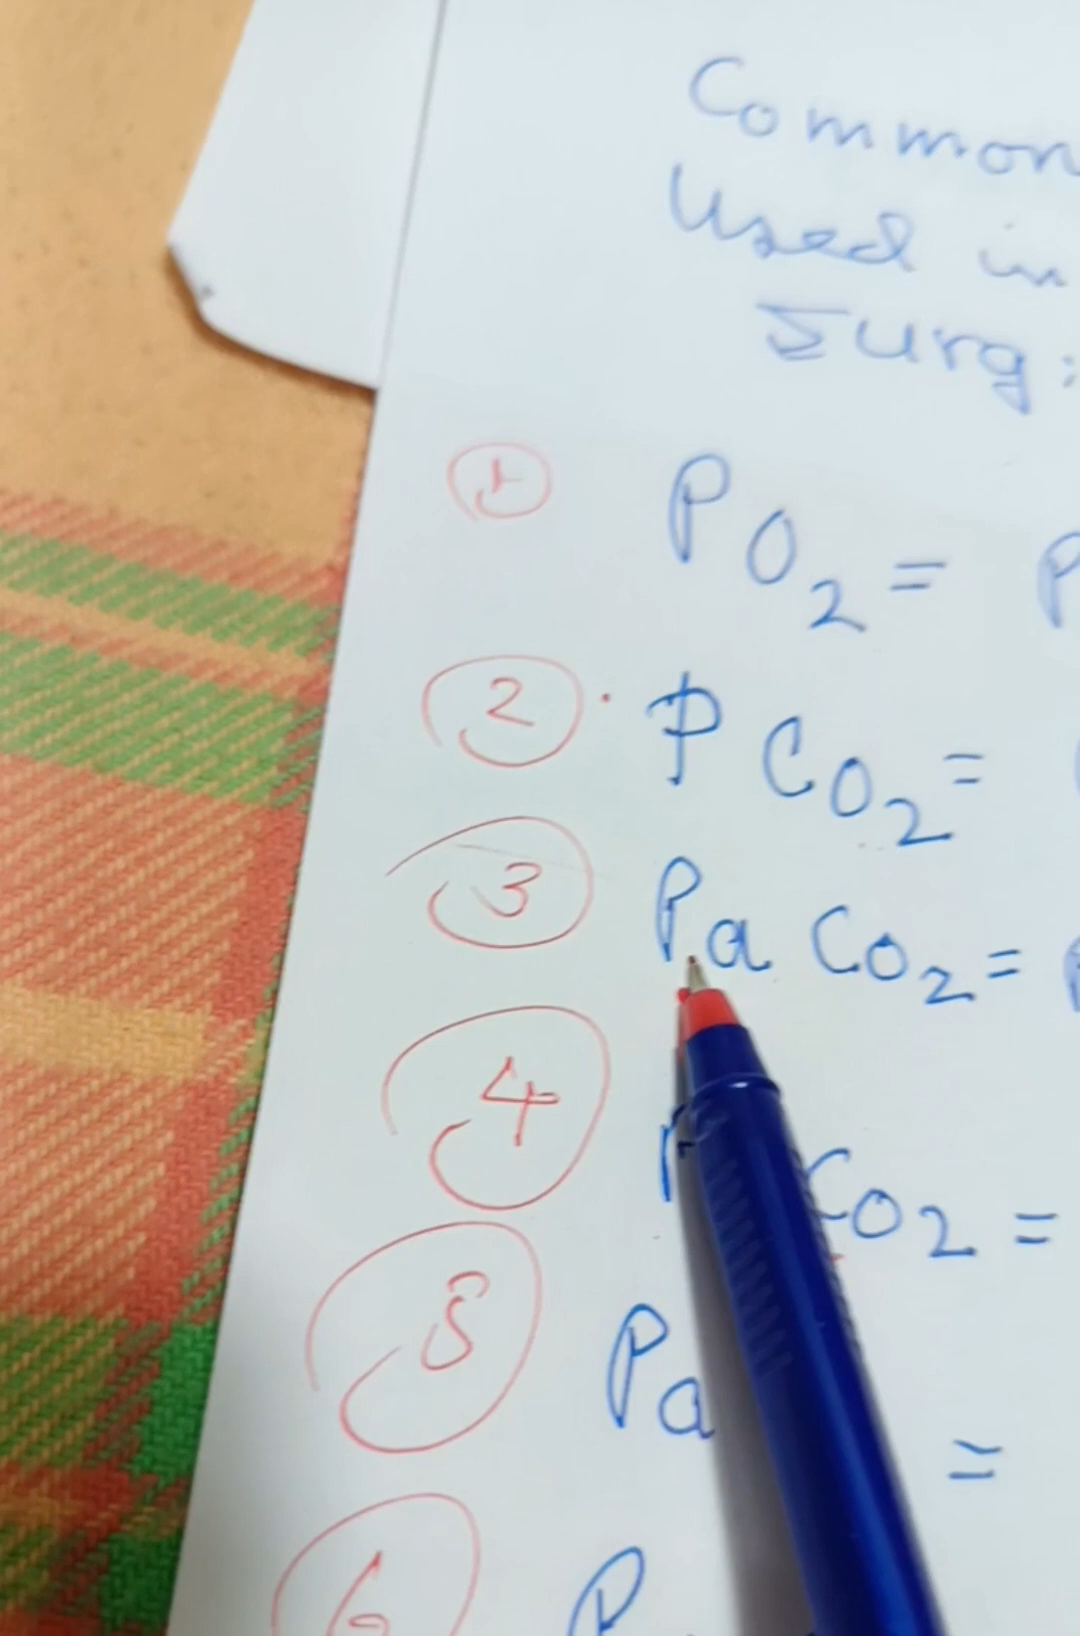 Common
Used in
Surg:
1 PO2 = P
2 PCO2 =
3 PaCO2 = P
4 CO2 =
5 Pa =
6 P